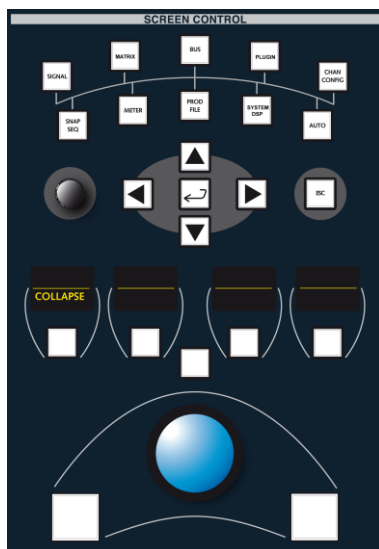 SCREEN CONTROL
BUS
MATRIX
PLUGIN
SIGNAL
CHAN
CONFIG
SNAP
SEQ
METER
PROD
FILE
SYSTEM
DSP
AUTO
ESC
COLLAPSE